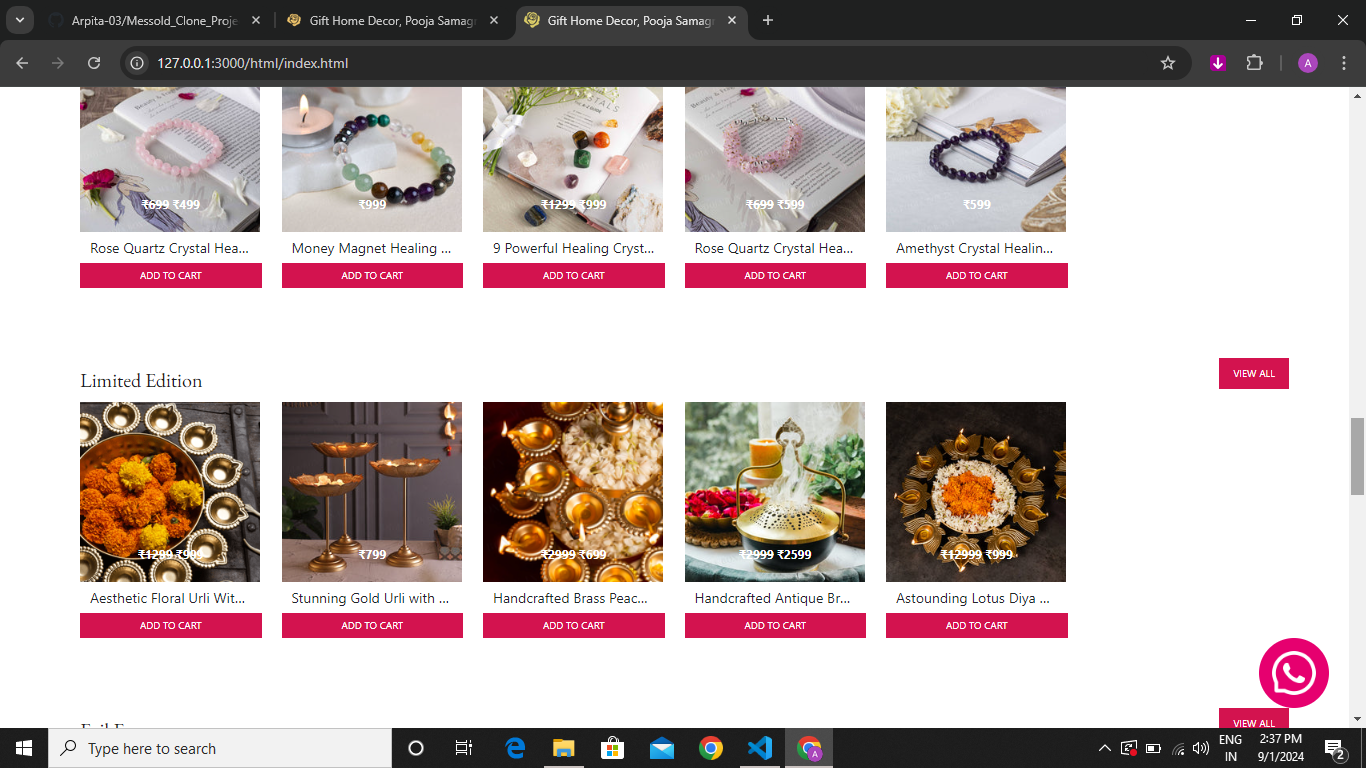 Arpita-03/Messold_Clone_Proje
Gift Home Decor, Pooja Samagr
Gift Home Decor, Pooja Samagr
127.0.0.1:3000/html/index.html
A
₹699 ₹499
₹999
₹1299 ₹999
₹699 ₹599
₹599
Rose Quartz Crystal Hea...
Money Magnet Healing ...
9 Powerful Healing Cryst...
Rose Quartz Crystal Hea...
Amethyst Crystal Healin...
ADD TO CART
ADD TO CART
ADD TO CART
ADD TO CART
ADD TO CART
Limited Edition
VIEW ALL
₹799
₹2999 ₹699
₹2999 ₹2599
₹12999 ₹999
Aesthetic Floral Urli Wit...
Stunning Gold Urli with ...
Handcrafted Brass Peac...
Handcrafted Antique Br...
Astounding Lotus Diya ...
ADD TO CART
ADD TO CART
ADD TO CART
ADD TO CART
ADD TO CART
VIEW ALL
Type here to search
ENG
IN
2:37 PM
9/1/2024
2